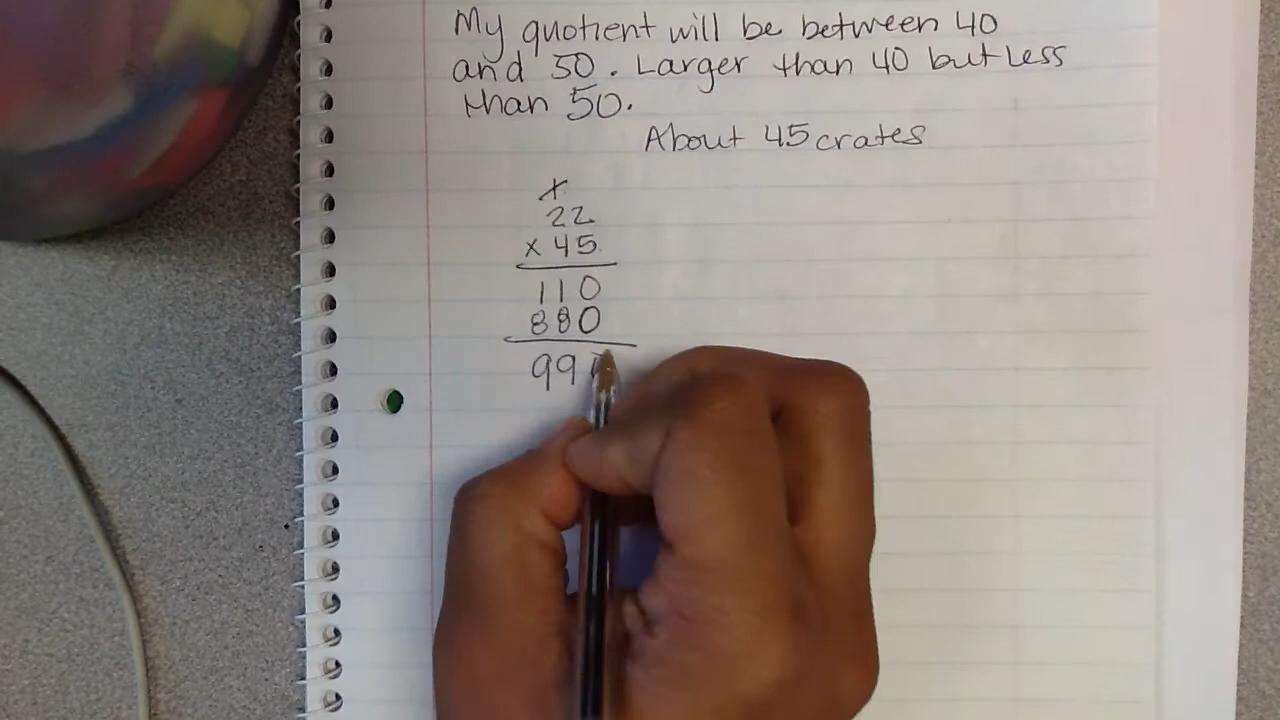 My quotient will be between 40
and 50. Larger than 40 but less
than 50.
About 45 crates
22
x 45
110
880
99